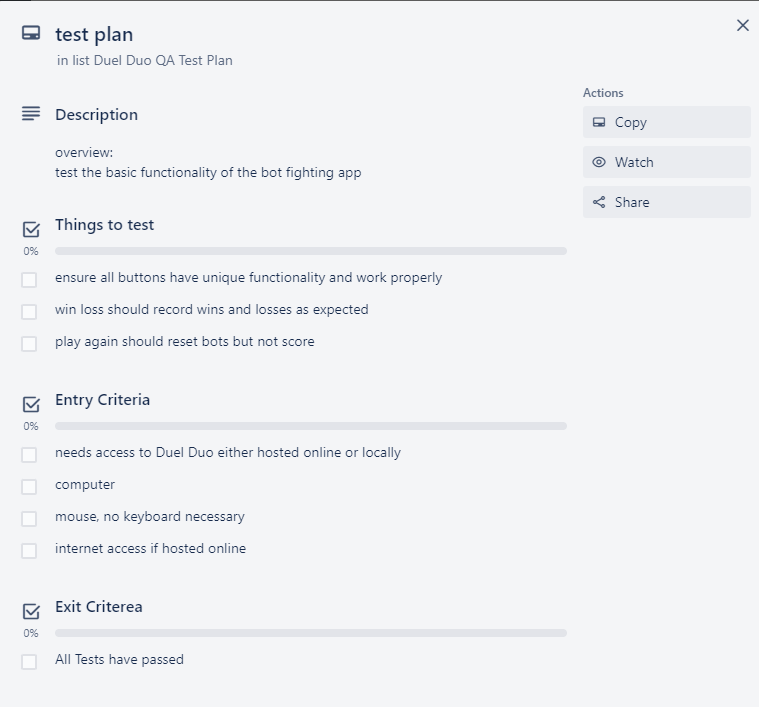 test plan
in list Duel Duo QA Test Plan
Description
overview:
test the basic functionality of the bot fighting app
Things to test
0%
ensure all buttons have unique functionality and work properly
win loss should record wins and losses as expected
play again should reset bots but not score
Entry Criteria
0%
needs access to Duel Duo either hosted online or locally
computer
mouse, no keyboard necessary
internet access if hosted online
Exit Criterea
0%
All Tests have passed
Actions
Copy
Watch
Share